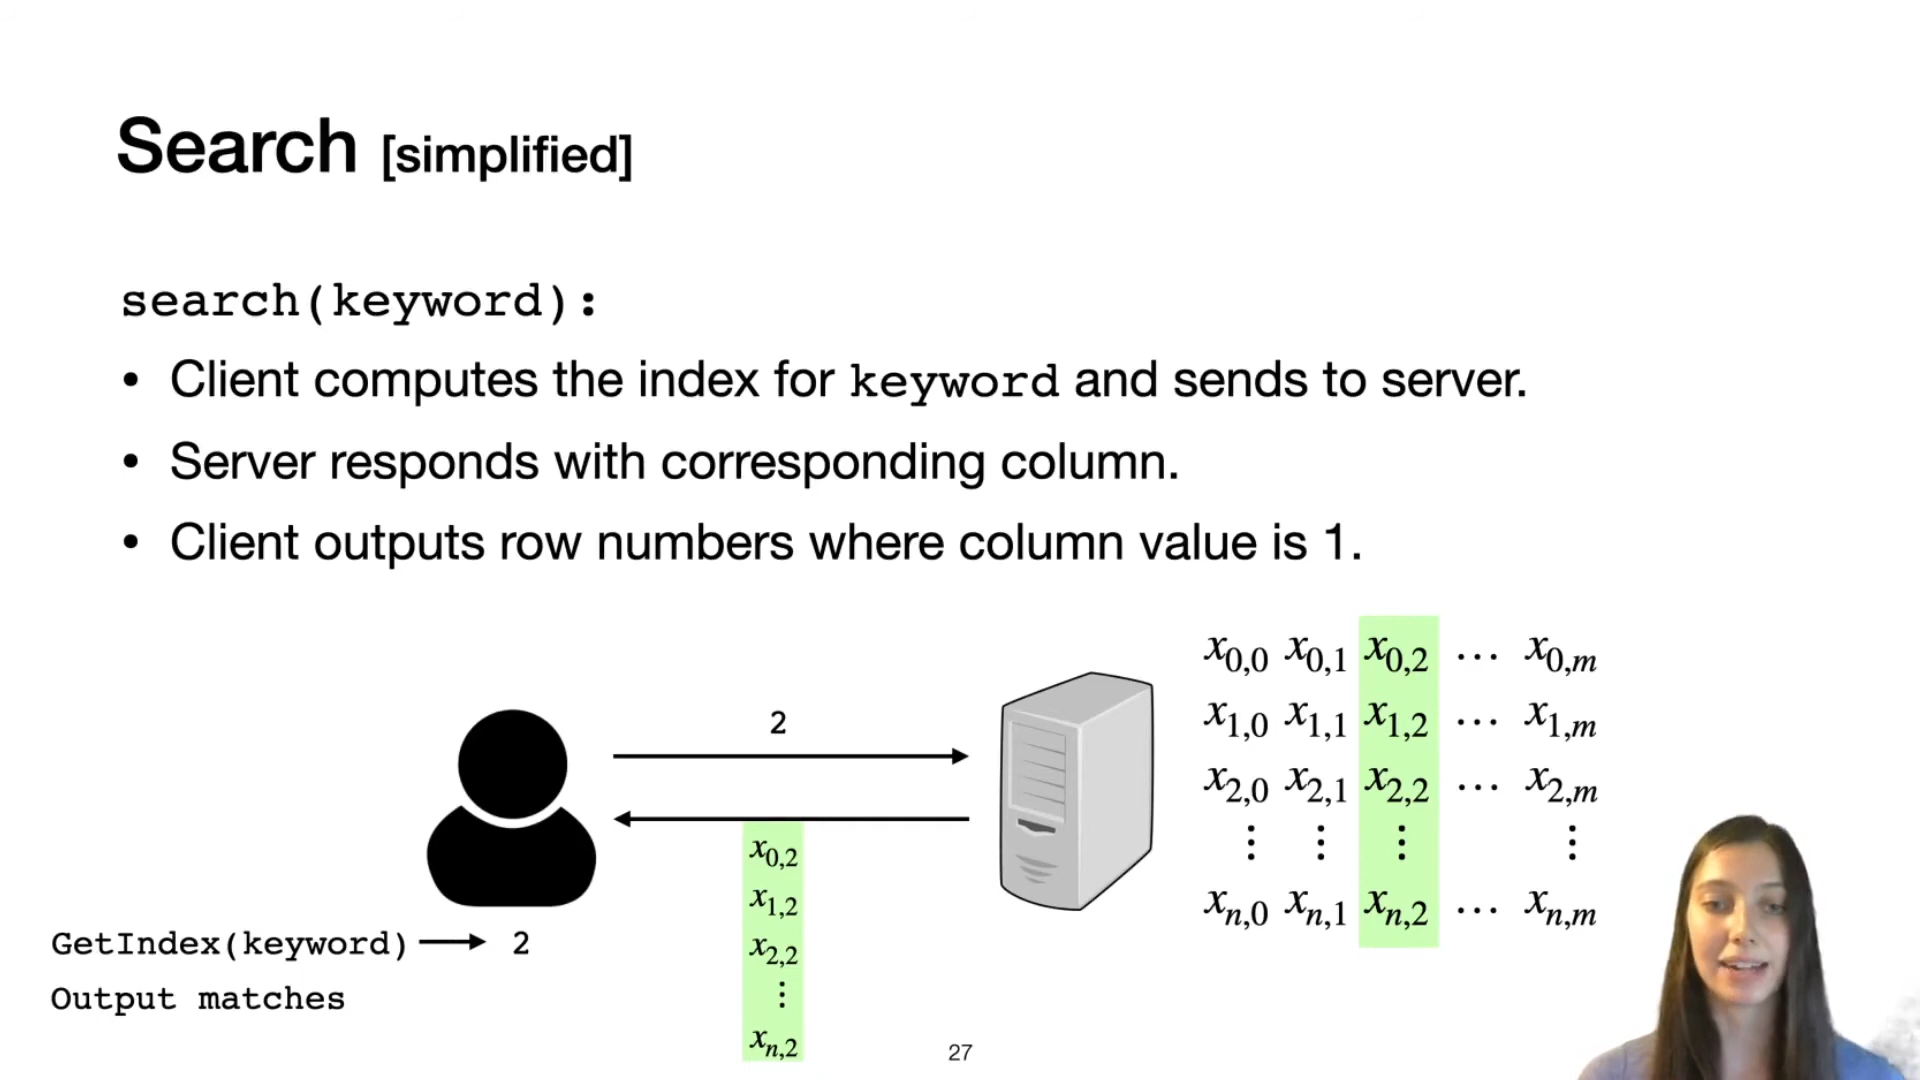 Search [simplified]
search(keyword):
• Client computes the index for keyword and sends to server.
• Server responds with corresponding column.
• Client outputs row numbers where column value is 1.
2
x0,2
x1,2
x2,2
⋮
xn,2
GetIndex(keyword) → 2
Output matches
x0,0 x0,1 x0,2 … x0,m
x1,0 x1,1 x1,2 … x1,m
x2,0 x2,1 x2,2 … x2,m
⋮ ⋮ ⋮ ⋮
xn,0 xn,1 xn,2 … xn,m
27